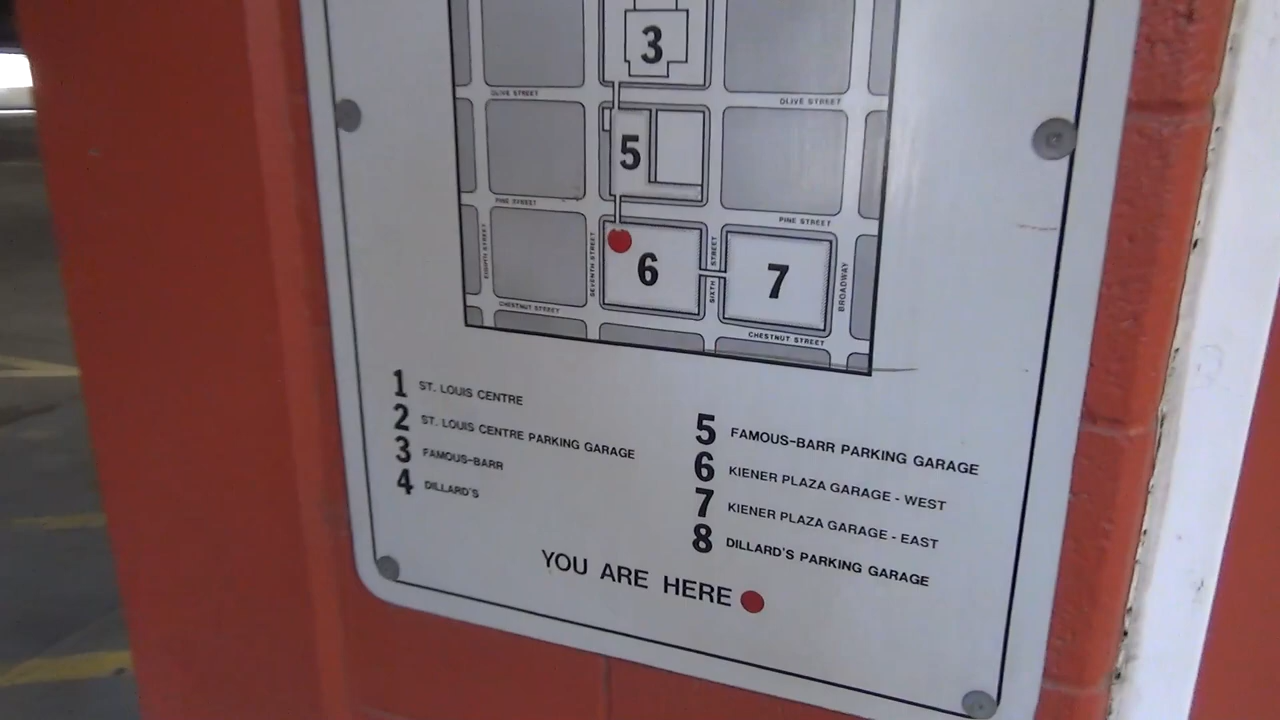 3
OLIVE STREET
OLIVE STREET
5
PINE STREET
PINE STREET
EIGHTH STREET
SEVENTH STREET
6
SIXTH STREET
7
BROADWAY
CHESTNUT STREET
CHESTNUT STREET
1 ST. LOUIS CENTRE
2 ST. LOUIS CENTRE PARKING GARAGE
3 FAMOUS-BARR
4 DILLARD'S
5 FAMOUS-BARR PARKING GARAGE
6 KIENER PLAZA GARAGE - WEST
7 KIENER PLAZA GARAGE - EAST
8 DILLARD'S PARKING GARAGE
YOU ARE HERE